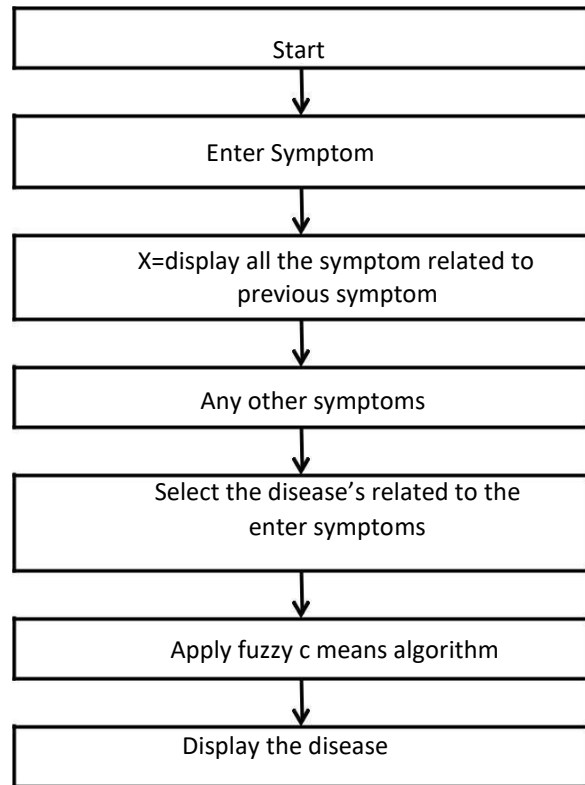 Start
Enter Symptom
X=display all the symptom related to
previous symptom
Any other symptoms
Select the disease’s related to the
enter symptoms
Apply fuzzy c means algorithm
Display the disease